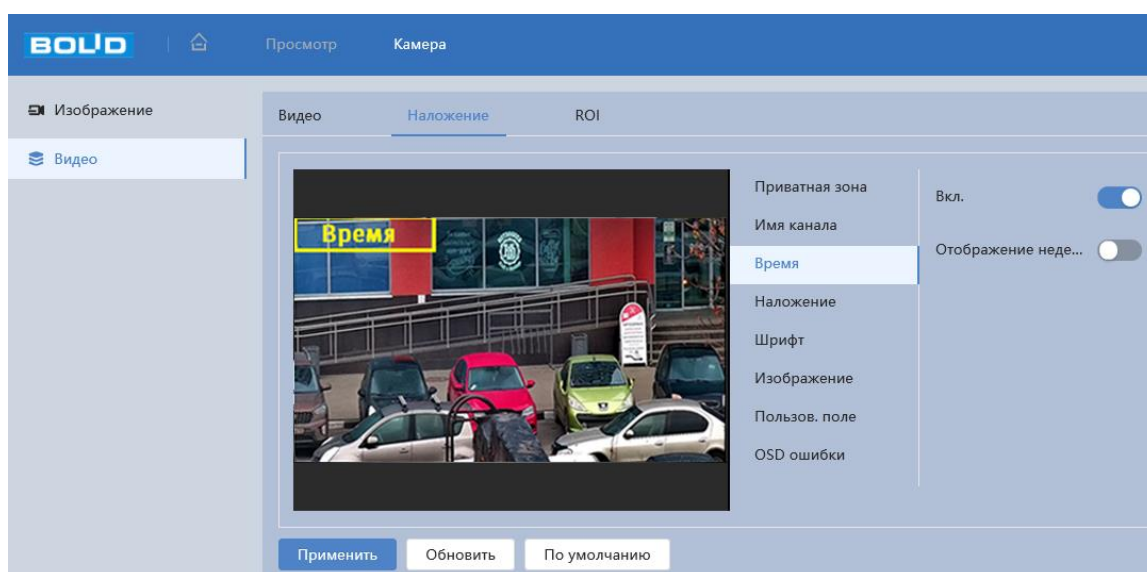 BOLID
Просмотр
Камера
Изображение
Видео
Видео
Наложение
ROI
Время
Приватная зона
Имя канала
Время
Наложение
Шрифт
Изображение
Пользов. поле
OSD ошибки
Вкл.
Отображение неде...
Применить
Обновить
По умолчанию